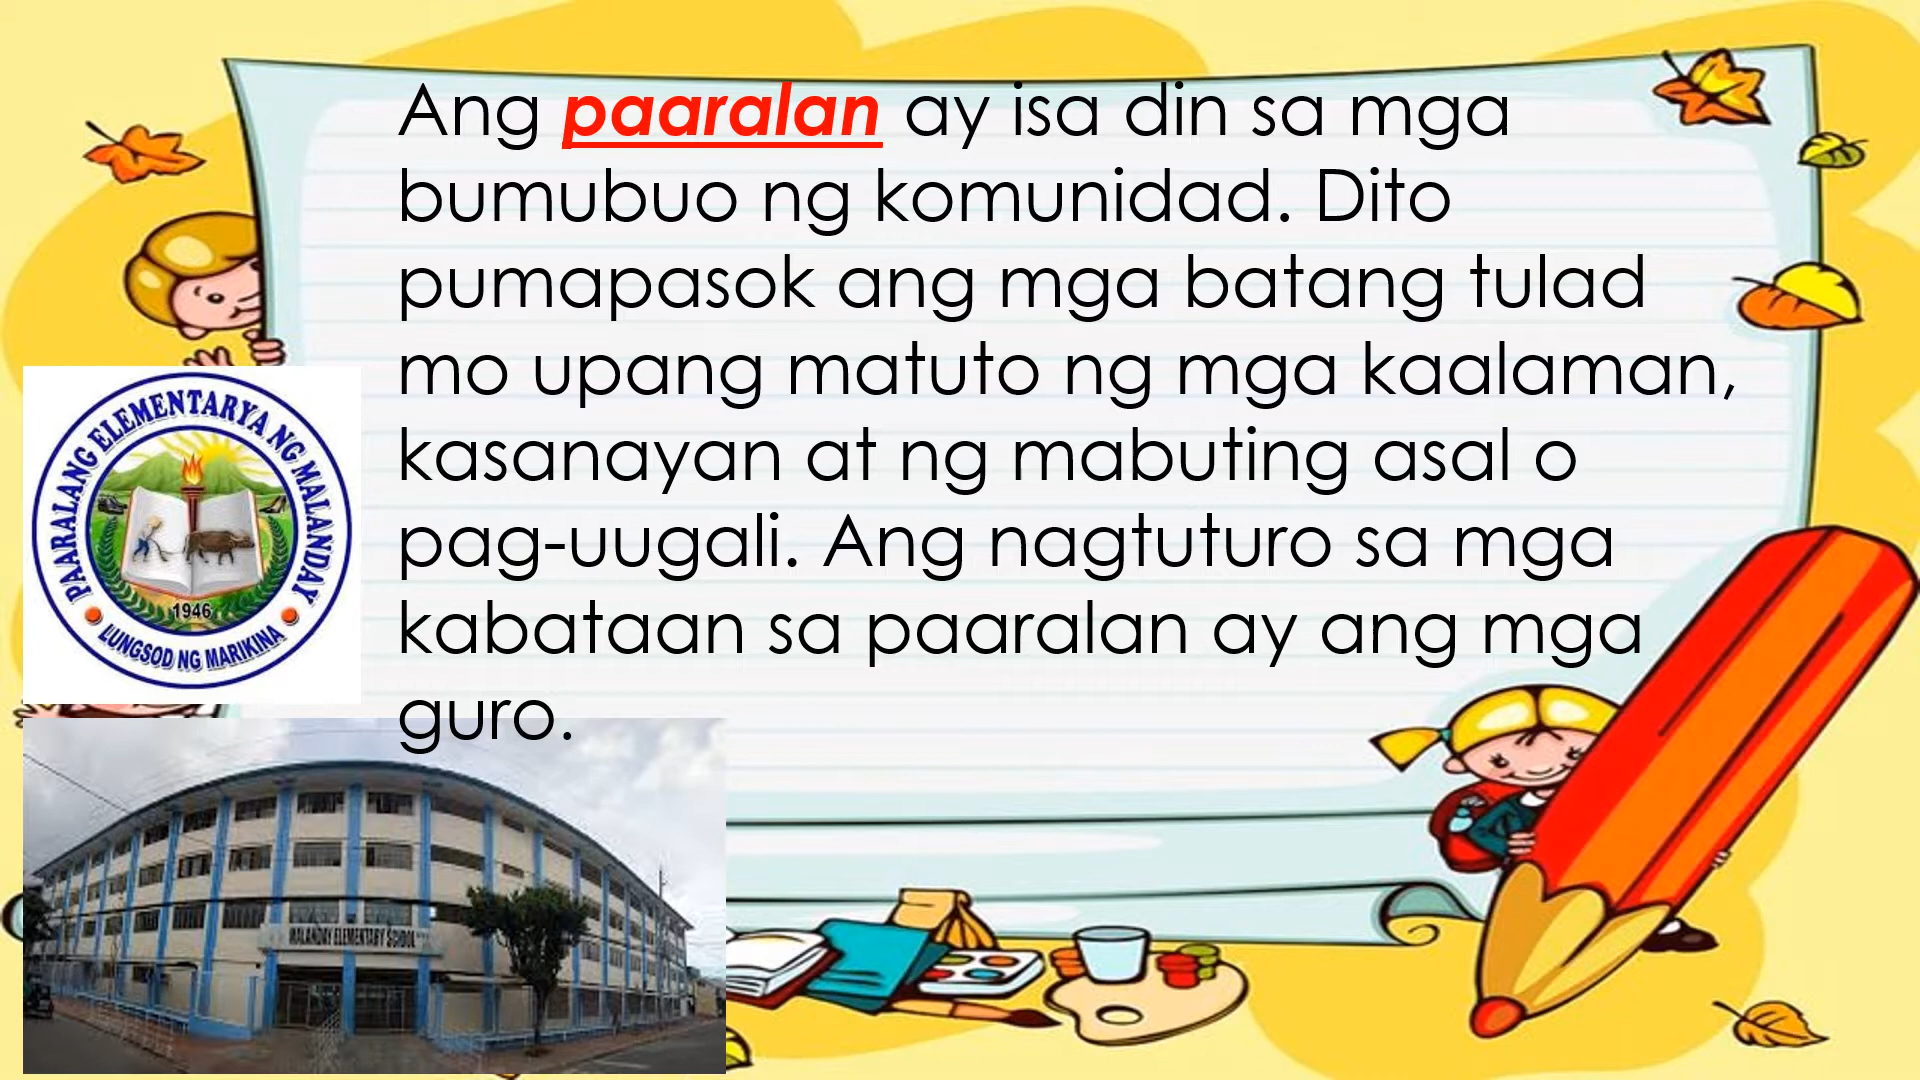 Ang paaralan ay isa din sa mga
bumubuo ng komunidad. Dito
pumapasok ang mga batang tulad
mo upang matuto ng mga kaalaman,
kasanayan at ng mabuting asal o
pag-uugali. Ang nagtuturo sa mga
kabataan sa paaralan ay ang mga
guro.
PAARALANG ELEMENTARYA NG MALANDAY
1946
LUNGSOD NG MARIKINA
MALANDAY ELEMENTARY SCHOOL